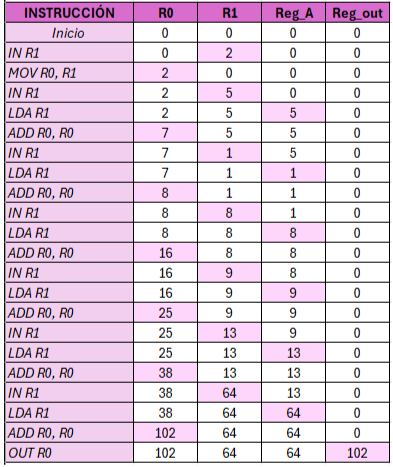 INSTRUCCIÓN R0 R1 Reg_A Reg_out
Inicio 0 0 0 0
IN R1 0 2 0 0
MOV R0, R1 2 0 0 0
IN R1 2 5 0 0
LDA R1 2 5 5 0
ADD R0, R0 7 5 5 0
IN R1 7 1 5 0
LDA R1 7 1 1 0
ADD R0, R0 8 1 1 0
IN R1 8 8 1 0
LDA R1 8 8 8 0
ADD R0, R0 16 8 8 0
IN R1 16 9 8 0
LDA R1 16 9 9 0
ADD R0, R0 25 9 9 0
IN R1 25 13 9 0
LDA R1 25 13 13 0
ADD R0, R0 38 13 13 0
IN R1 38 64 13 0
LDA R1 38 64 64 0
ADD R0, R0 102 64 64 0
OUT R0 102 64 64 102